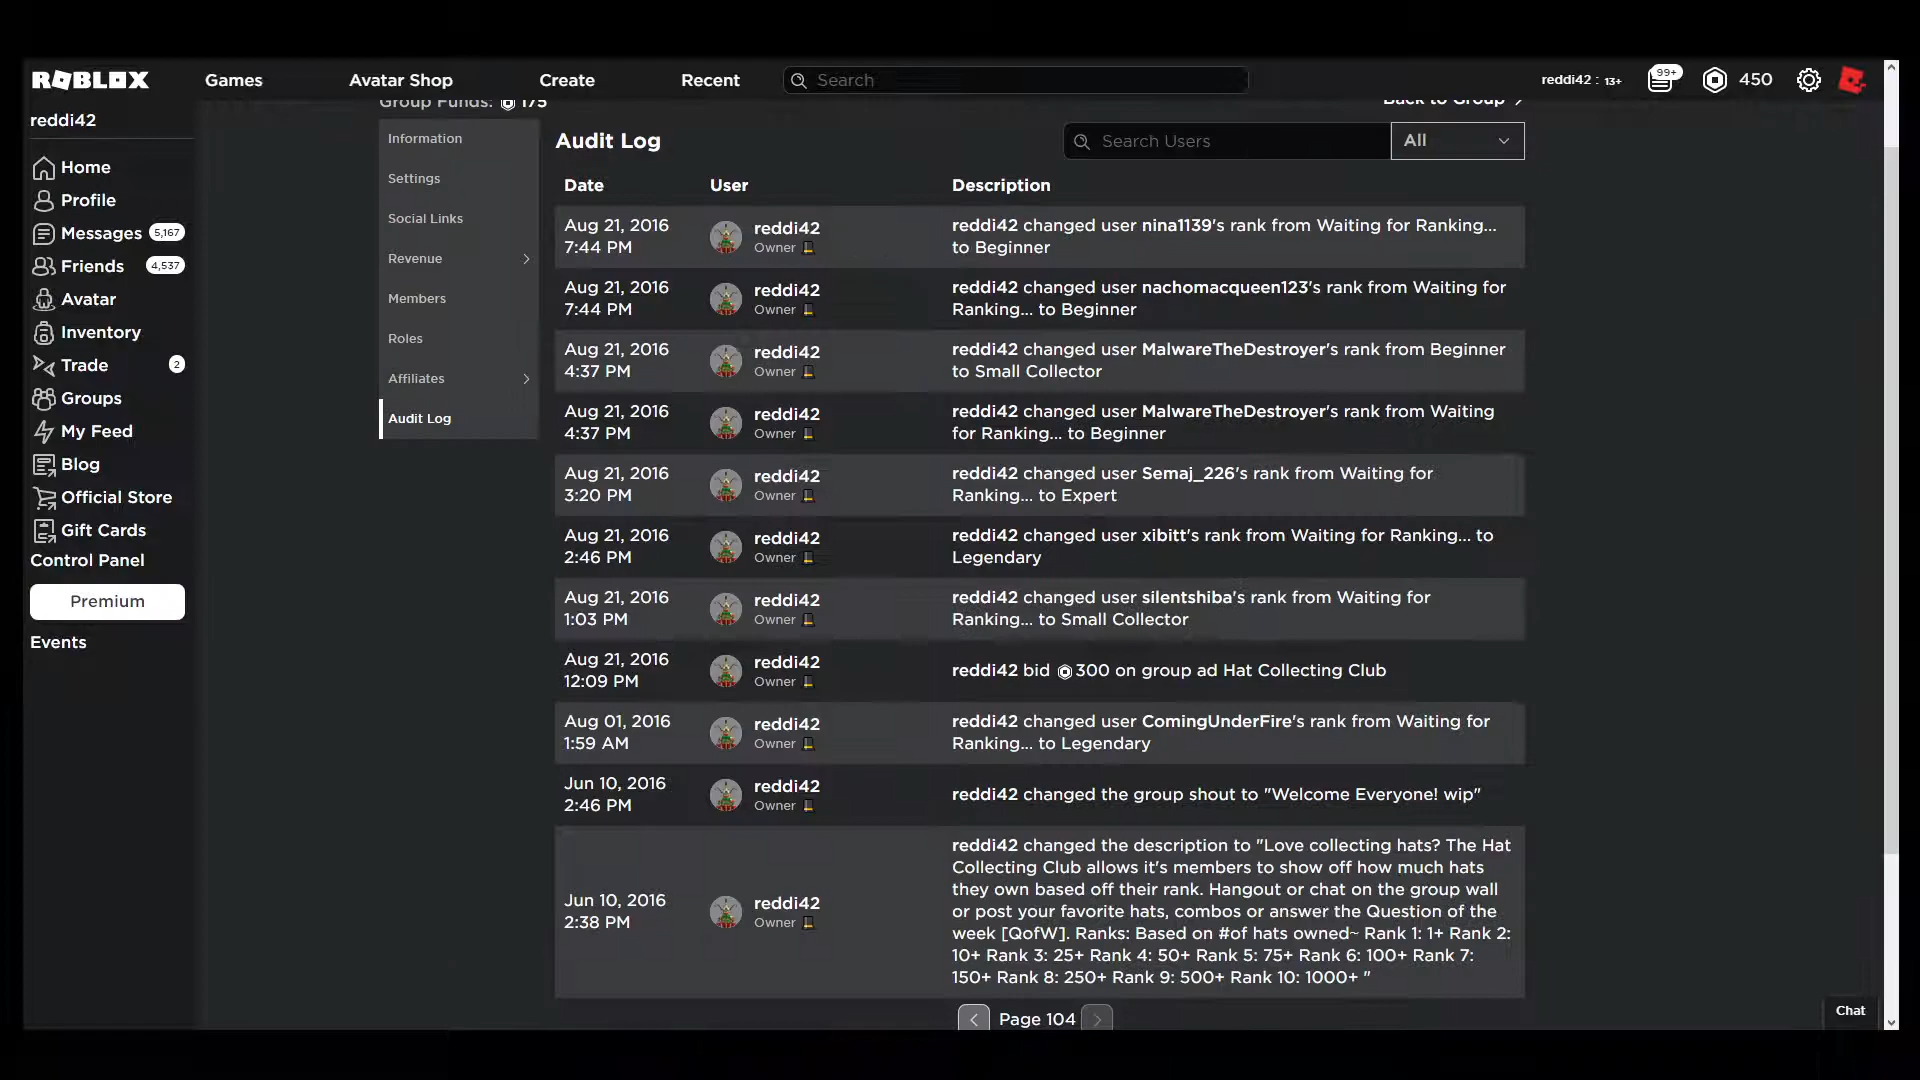 ROBLOX
Games
Avatar Shop
Create
Recent
Search
reddi42 : 13+
99+
450
reddi42
Home
Profile
Messages 5,167
Friends 4,537
Avatar
Inventory
Trade 2
Groups
My Feed
Blog
Official Store
Gift Cards
Control Panel
Premium
Events
Group Funds: 175
Back to Group
Information
Settings
Social Links
Revenue
Members
Roles
Affiliates
Audit Log
Audit Log
Search Users
All
Date User Description
Aug 21, 2016
7:44 PM
reddi42
Owner
reddi42 changed user nina1139's rank from Waiting for Ranking...
to Beginner
Aug 21, 2016
7:44 PM
reddi42
Owner
reddi42 changed user nachomacqueen123's rank from Waiting for
Ranking... to Beginner
Aug 21, 2016
4:37 PM
reddi42
Owner
reddi42 changed user MalwareTheDestroyer's rank from Beginner
to Small Collector
Aug 21, 2016
4:37 PM
reddi42
Owner
reddi42 changed user MalwareTheDestroyer's rank from Waiting
for Ranking... to Beginner
Aug 21, 2016
3:20 PM
reddi42
Owner
reddi42 changed user Semaj_226's rank from Waiting for
Ranking... to Expert
Aug 21, 2016
2:46 PM
reddi42
Owner
reddi42 changed user xibitt's rank from Waiting for Ranking... to
Legendary
Aug 21, 2016
1:03 PM
reddi42
Owner
reddi42 changed user silentshiba's rank from Waiting for
Ranking... to Small Collector
Aug 21, 2016
12:09 PM
reddi42
Owner
reddi42 bid 300 on group ad Hat Collecting Club
Aug 01, 2016
1:59 AM
reddi42
Owner
reddi42 changed user ComingUnderFire's rank from Waiting for
Ranking... to Legendary
Jun 10, 2016
2:46 PM
reddi42
Owner
reddi42 changed the group shout to "Welcome Everyone! wip"
Jun 10, 2016
2:38 PM
reddi42
Owner
reddi42 changed the description to "Love collecting hats? The Hat
Collecting Club allows it's members to show off how much hats
they own based off their rank. Hangout or chat on the group wall
or post your favorite hats, combos or answer the Question of the
week [QofW]. Ranks: Based on #of hats owned~ Rank 1: 1+ Rank 2:
10+ Rank 3: 25+ Rank 4: 50+ Rank 5: 75+ Rank 6: 100+ Rank 7:
150+ Rank 8: 250+ Rank 9: 500+ Rank 10: 1000+ "
Page 104
Chat